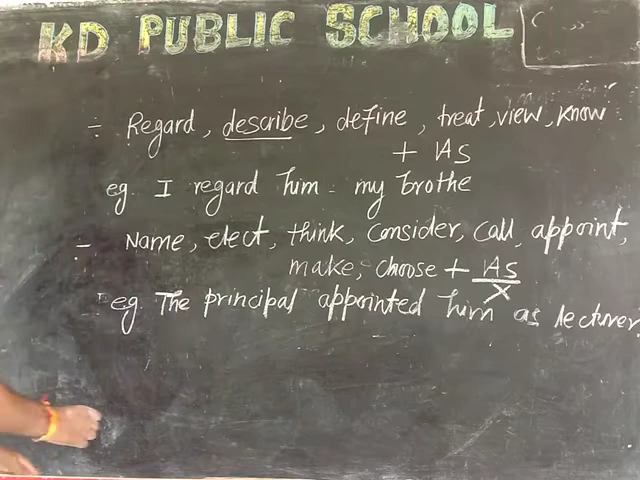 KD PUBLIC SCHOOL
÷ Regard, describe, define, treat, view, know
+ AS
eg. I regard him - my brothe
- Name, elect, think, consider, call, appoint,
make, choose + AS
X
eg. The principal appointed him as lecturer